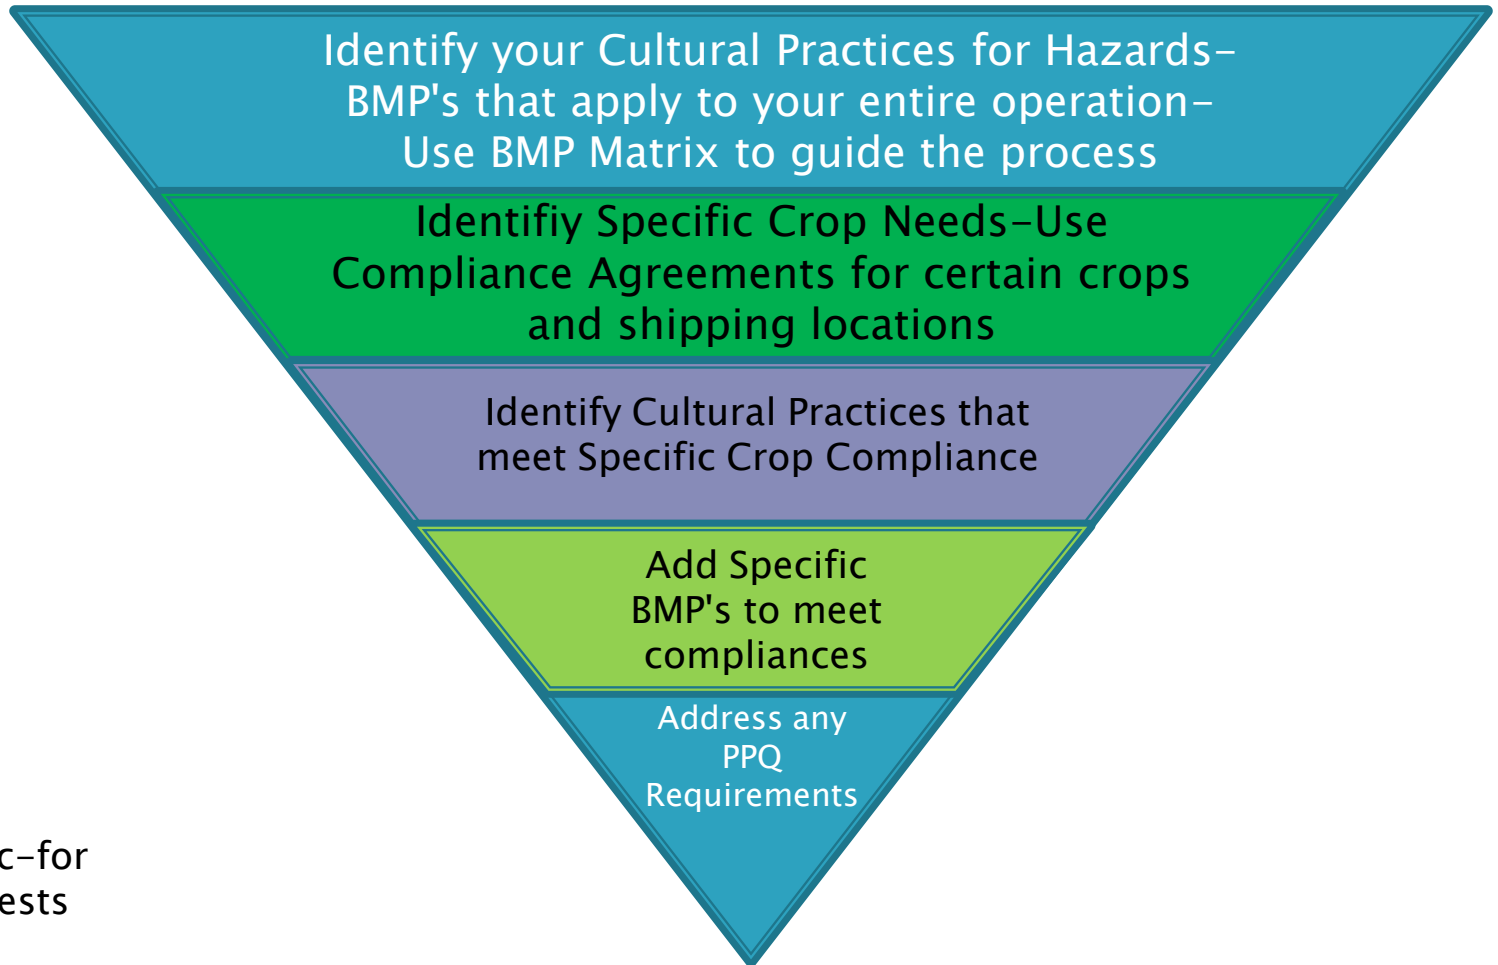 Identify your Cultural Practices for Hazards–
BMP's that apply to your entire operation–
Use BMP Matrix to guide the process
Identifiy Specific Crop Needs–Use
Compliance Agreements for certain crops
and shipping locations
Identify Cultural Practices that
meet Specific Crop Compliance
Add Specific
BMP's to meet
compliances
Address any
PPQ
Requirements
c–for
ests